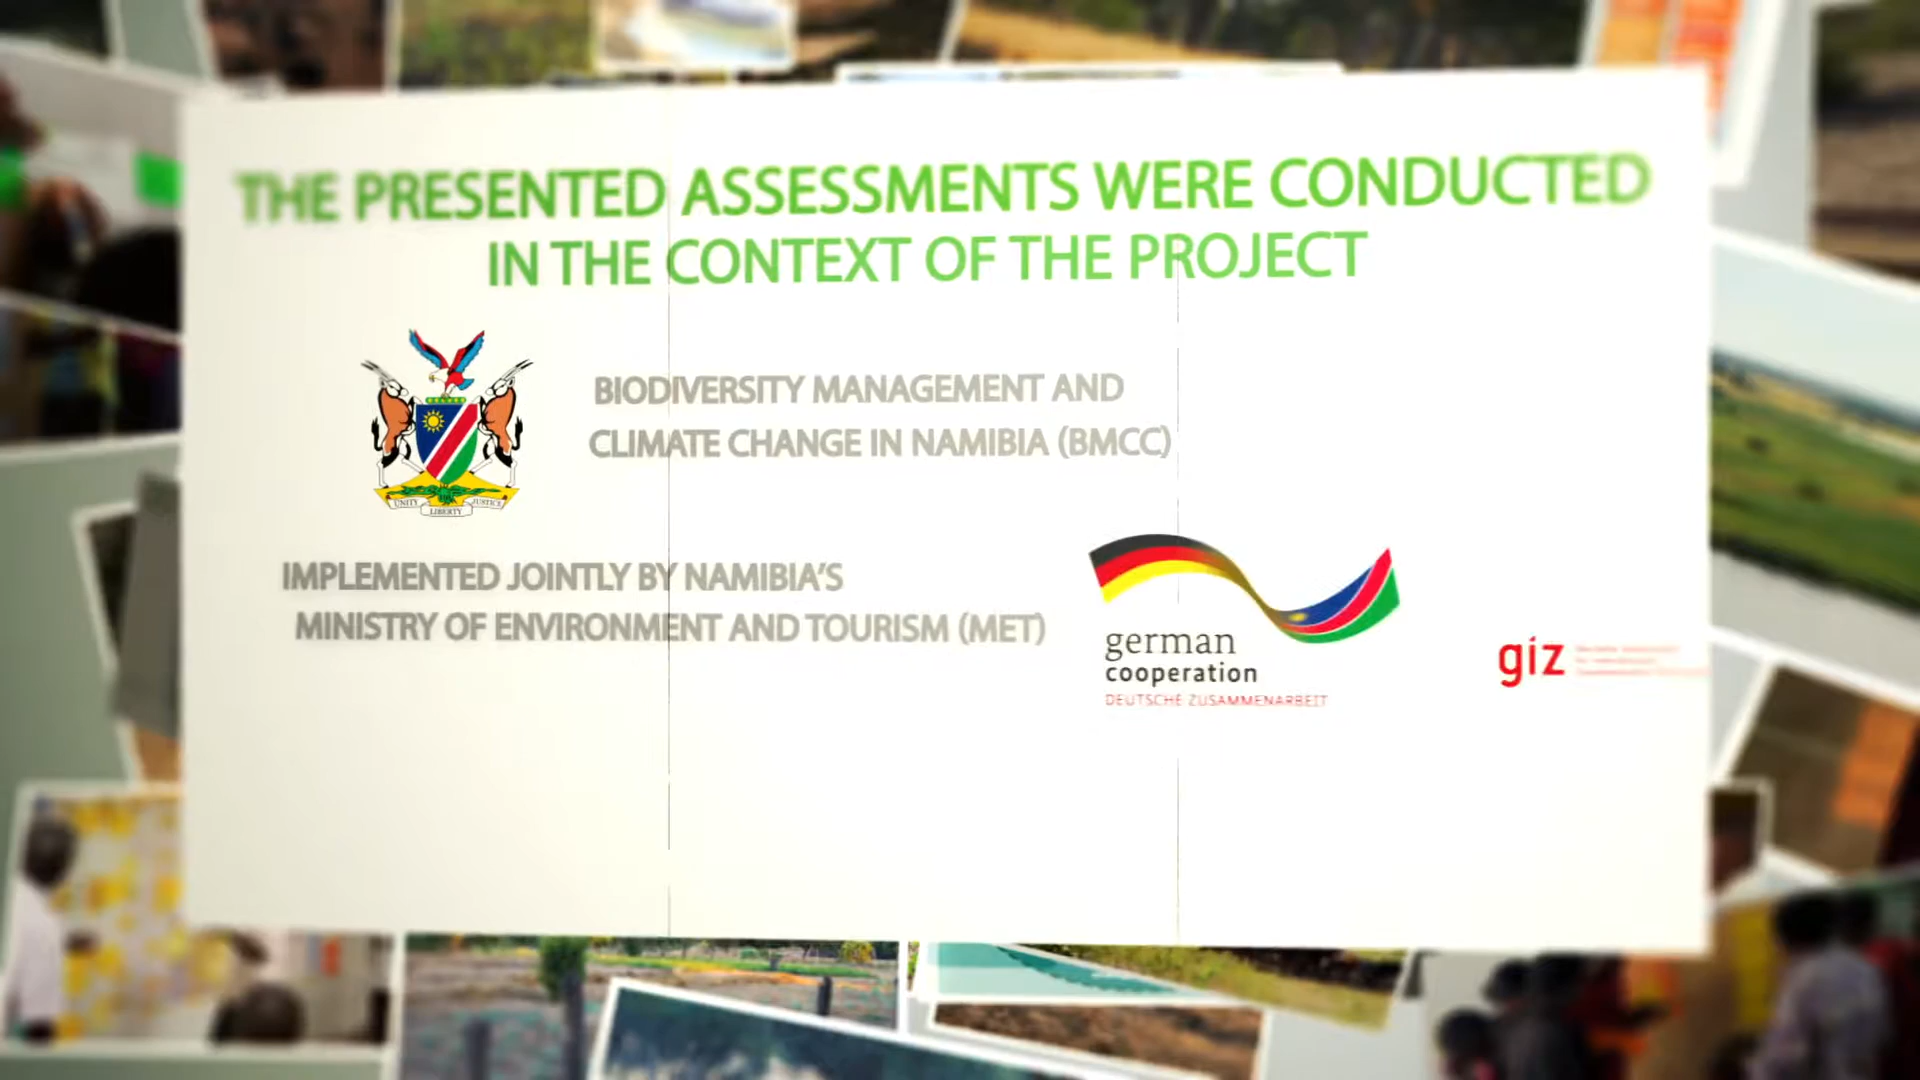 THE PRESENTED ASSESSMENTS WERE CONDUCTED
IN THE CONTEXT OF THE PROJECT
BIODIVERSITY MANAGEMENT AND
CLIMATE CHANGE IN NAMIBIA (BMCC)
UNITY LIBERTY JUSTICE
IMPLEMENTED JOINTLY BY NAMIBIA'S
MINISTRY OF ENVIRONMENT AND TOURISM (MET)
german
cooperation
DEUTSCHE ZUSAMMENARBEIT
giz